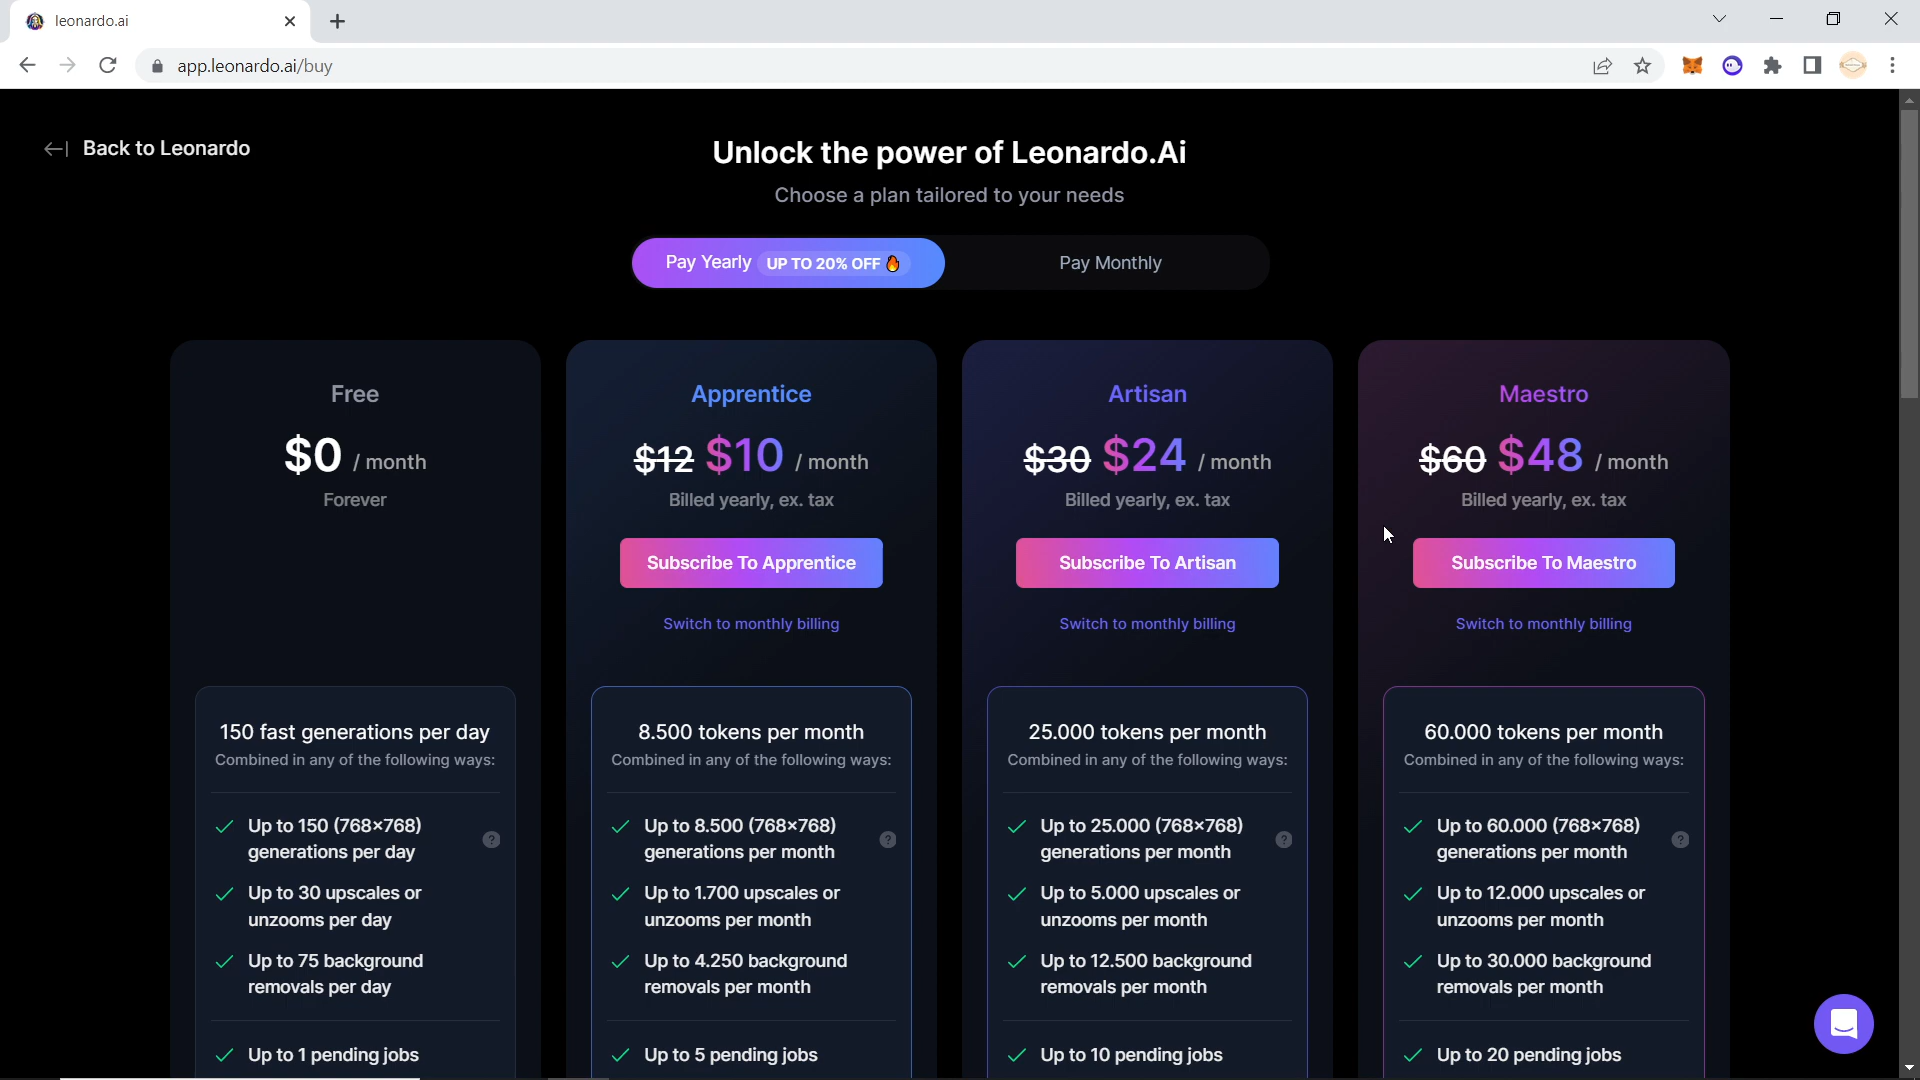 leonardo.ai
app.leonardo.ai/buy
Back to Leonardo
Unlock the power of Leonardo.Ai
Choose a plan tailored to your needs
Pay Yearly UP TO 20% OFF 🔥
Pay Monthly
Free
$0 / month
Forever
150 fast generations per day
Combined in any of the following ways:
Up to 150 (768×768)
generations per day
?
Up to 30 upscales or
unzooms per day
Up to 75 background
removals per day
Up to 1 pending jobs
Apprentice
$12 $10 / month
Billed yearly, ex. tax
Subscribe To Apprentice
Switch to monthly billing
8.500 tokens per month
Combined in any of the following ways:
Up to 8.500 (768×768)
generations per month
?
Up to 1.700 upscales or
unzooms per month
Up to 4.250 background
removals per month
Up to 5 pending jobs
Artisan
$30 $24 / month
Billed yearly, ex. tax
Subscribe To Artisan
Switch to monthly billing
25.000 tokens per month
Combined in any of the following ways:
Up to 25.000 (768×768)
generations per month
?
Up to 5.000 upscales or
unzooms per month
Up to 12.500 background
removals per month
Up to 10 pending jobs
Maestro
$60 $48 / month
Billed yearly, ex. tax
Subscribe To Maestro
Switch to monthly billing
60.000 tokens per month
Combined in any of the following ways:
Up to 60.000 (768×768)
generations per month
?
Up to 12.000 upscales or
unzooms per month
Up to 30.000 background
removals per month
Up to 20 pending jobs